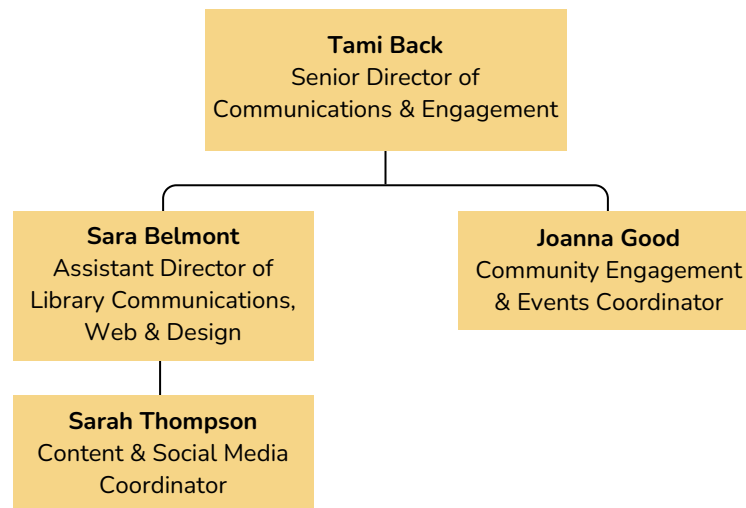 Tami Back
Senior Director of
Communications & Engagement
Sara Belmont
Assistant Director of
Library Communications,
Web & Design
Joanna Good
Community Engagement
& Events Coordinator
Sarah Thompson
Content & Social Media
Coordinator